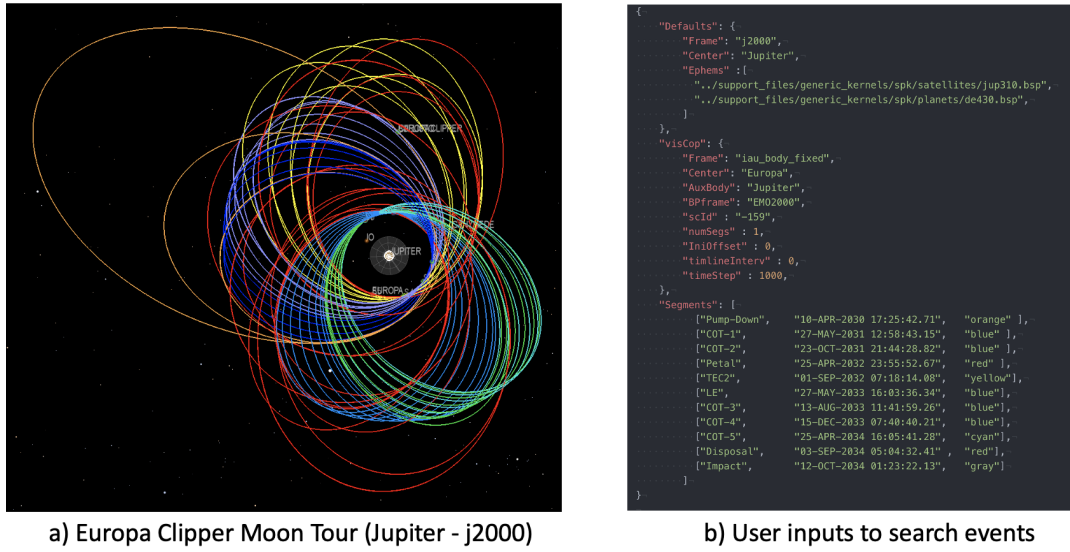 EUROPA CLIPPER
IO
JUPITER
EUROPA
{
"Defaults": {
"Frame": "j2000",
"Center": "Jupiter",
"Ephems" :[
"../support_files/generic_kernels/spk/satellites/jup310.bsp",
"../support_files/generic_kernels/spk/planets/de430.bsp",
]
},
"visCop": {
"Frame": "iau_body_fixed",
"Center": "Europa",
"AuxBody": "Jupiter",
"BPframe": "EMO2000",
"scId" : "-159",
"numSegs" : 1,
"IniOffset" : 0,
"timlineInterv" : 0,
"timeStep" : 1000,
},
"Segments": [
["Pump-Down", "10-APR-2030 17:25:42.71", "orange" ],
["COT-1", "27-MAY-2031 12:58:43.15", "blue" ],
["COT-2", "23-OCT-2031 21:44:28.82", "blue" ],
["Petal", "25-APR-2032 23:55:52.67", "red" ],
["TEC2", "01-SEP-2032 07:18:14.08", "yellow"],
["LE", "27-MAY-2033 16:03:36.34", "blue"],
["COT-3", "13-AUG-2033 11:41:59.26", "blue"],
["COT-4", "15-DEC-2033 07:40:40.21", "blue"],
["COT-5", "25-APR-2034 16:05:41.28", "cyan"],
["Disposal", "03-SEP-2034 05:04:32.41" , "red"],
["Impact", "12-OCT-2034 01:23:22.13", "gray"]
]
}
a) Europa Clipper Moon Tour (Jupiter - j2000)
b) User inputs to search events